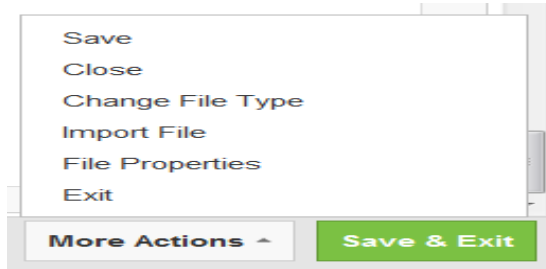 Save
Close
Change File Type
Import File
File Properties
Exit
More Actions
Save & Exit